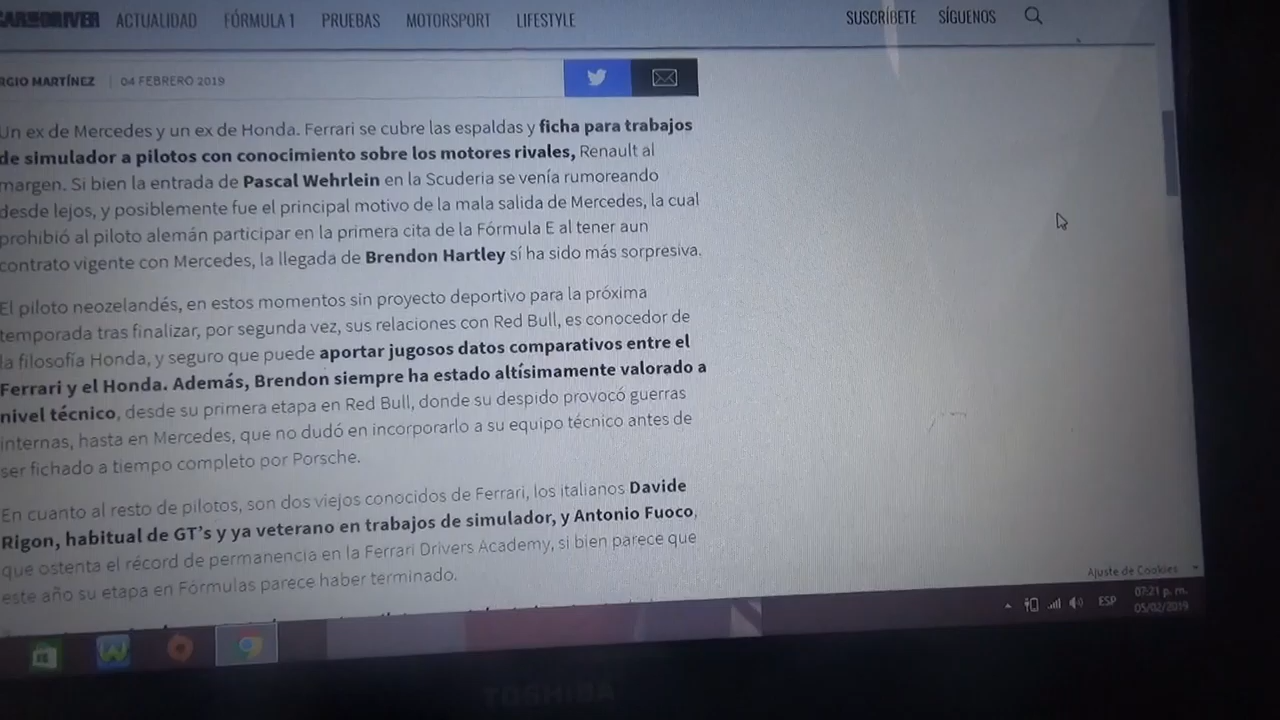 CAR AND DRIVER ACTUALIDAD FÓRMULA 1 PRUEBAS MOTORSPORT LIFESTYLE SUSCRÍBETE SÍGUENOS
RGIO MARTÍNEZ | 04 FEBRERO 2019
Un ex de Mercedes y un ex de Honda. Ferrari se cubre las espaldas y ficha para trabajos
de simulador a pilotos con conocimiento sobre los motores rivales, Renault al
margen. Si bien la entrada de Pascal Wehrlein en la Scuderia se venía rumoreando
desde lejos, y posiblemente fue el principal motivo de la mala salida de Mercedes, la cual
prohibió al piloto alemán participar en la primera cita de la Fórmula E al tener aun
contrato vigente con Mercedes, la llegada de Brendon Hartley sí ha sido más sorpresiva.
El piloto neozelandés, en estos momentos sin proyecto deportivo para la próxima
temporada tras finalizar, por segunda vez, sus relaciones con Red Bull, es conocedor de
la filosofía Honda, y seguro que puede aportar jugosos datos comparativos entre el
Ferrari y el Honda. Además, Brendon siempre ha estado altísimamente valorado a
nivel técnico, desde su primera etapa en Red Bull, donde su despido provocó guerras
internas, hasta en Mercedes, que no dudó en incorporarlo a su equipo técnico antes de
ser fichado a tiempo completo por Porsche.
En cuanto al resto de pilotos, son dos viejos conocidos de Ferrari, los italianos Davide
Rigon, habitual de GT's y ya veterano en trabajos de simulador, y Antonio Fuoco,
que ostenta el récord de permanencia en la Ferrari Drivers Academy, si bien parece que
este año su etapa en Fórmulas parece haber terminado.
Ajuste de Cookies
ESP 07:21 p. m.
05/02/2019
TOSHIBA